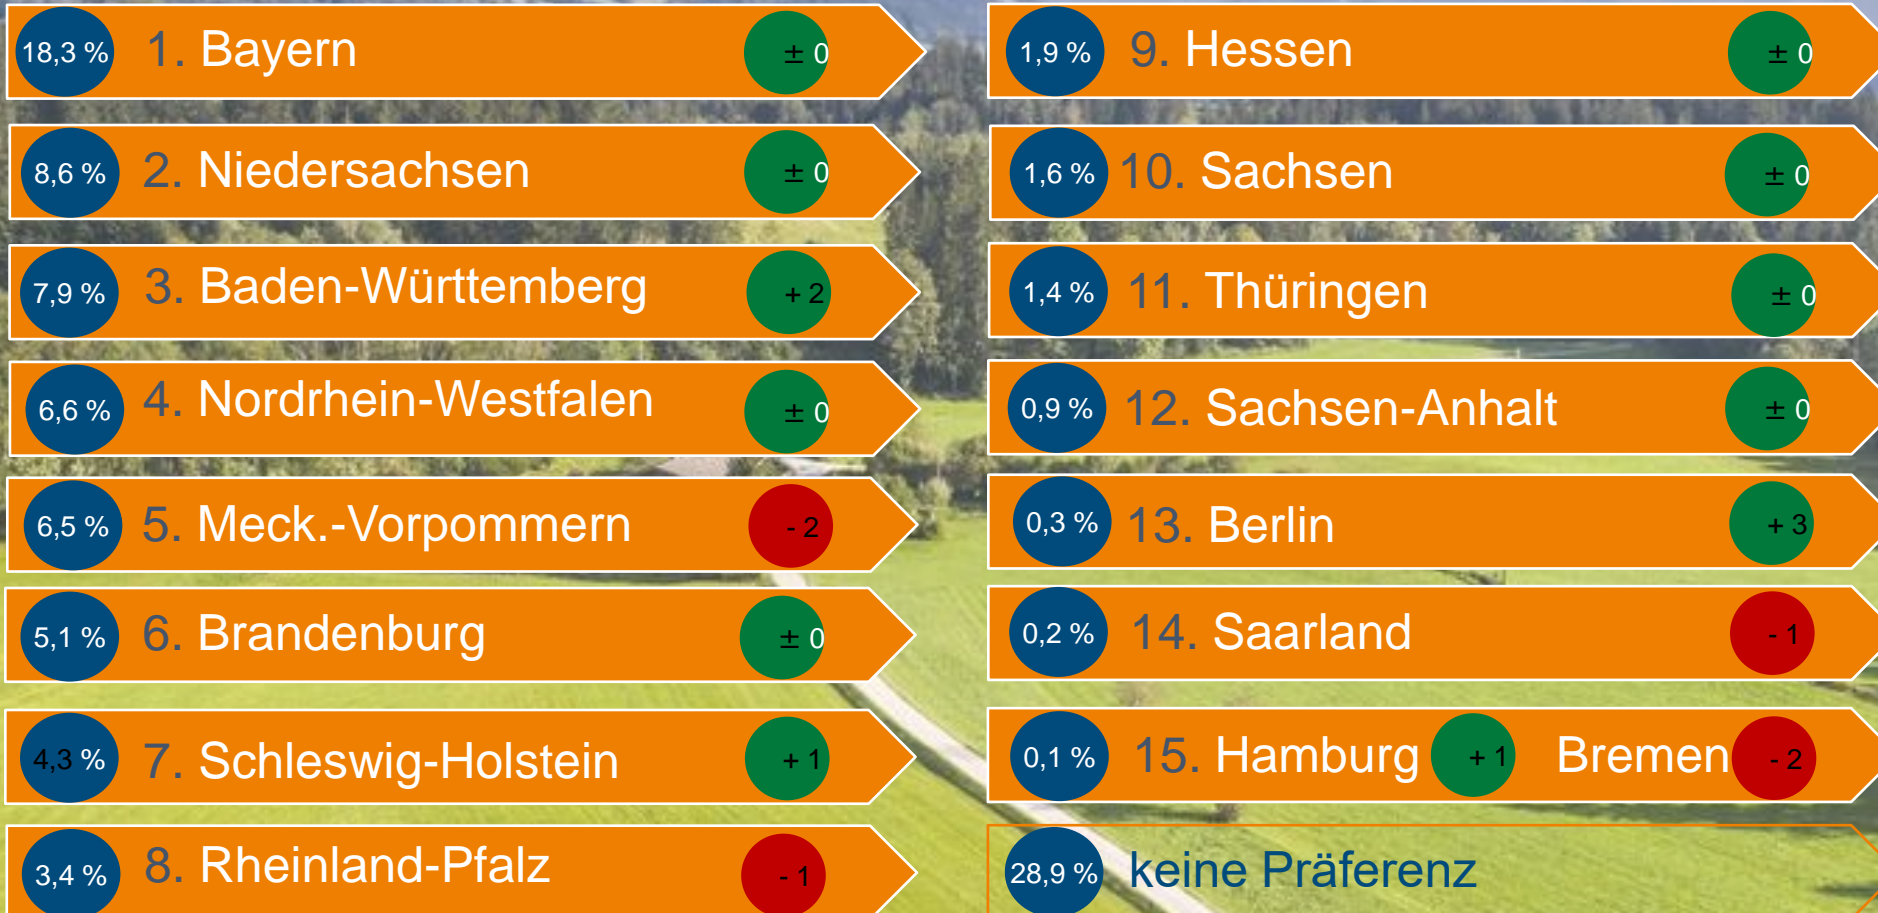 18,3 % 1. Bayern ± 0
8,6 % 2. Niedersachsen ± 0
7,9 % 3. Baden-Württemberg + 2
6,6 % 4. Nordrhein-Westfalen ± 0
6,5 % 5. Meck.-Vorpommern - 2
5,1 % 6. Brandenburg ± 0
4,3 % 7. Schleswig-Holstein + 1
3,4 % 8. Rheinland-Pfalz - 1
1,9 % 9. Hessen ± 0
1,6 % 10. Sachsen ± 0
1,4 % 11. Thüringen ± 0
0,9 % 12. Sachsen-Anhalt ± 0
0,3 % 13. Berlin + 3
0,2 % 14. Saarland - 1
0,1 % 15. Hamburg + 1 Bremen - 2
28,9 % keine Präferenz